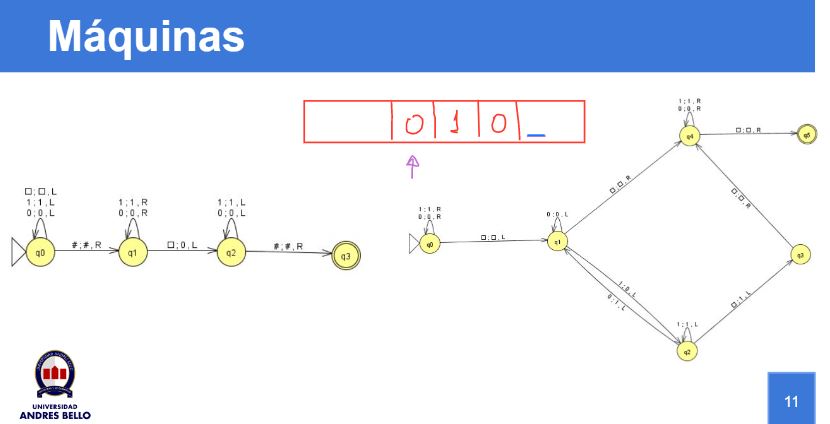 Máquinas
0 1 0 _
□;□,L
1;1,L
0;0,L
q0
#;#,R
1;1,R
0;0,R
q1
□;0,L
1;1,L
0;0,L
q2
#;#,R
q3
1;1,R
0;0,R
q0
□;□,L
0;0,L
q1
□;□,R
1;1,R
0;0,R
q4
□;□,R
q5
□;□,R
q3
1;0,L
0;1,L
1;1,L
q2
□;1,L
UNIVERSIDAD
ANDRES BELLO
11